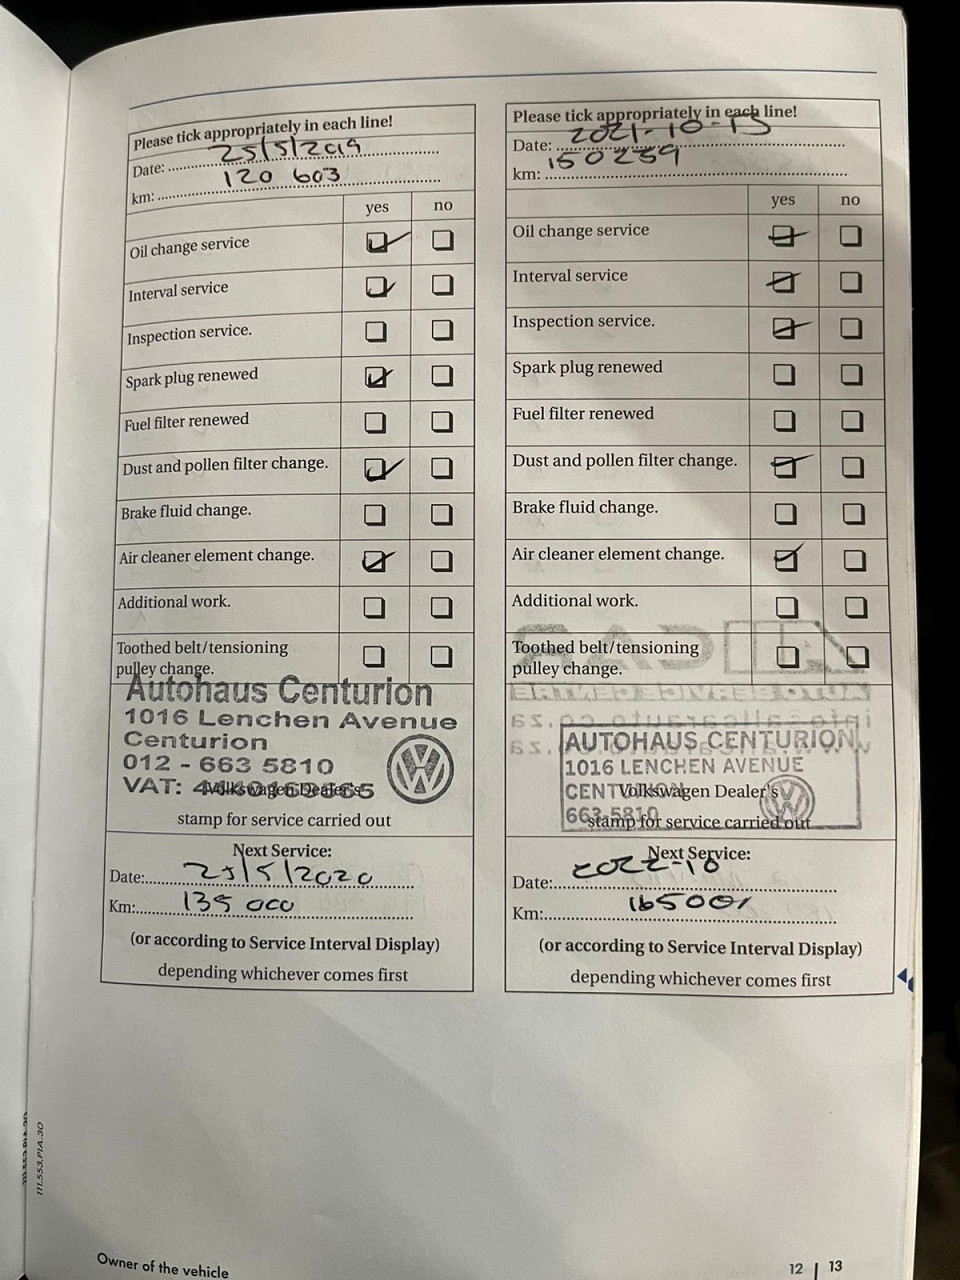 Please tick appropriately in each line!
Date: 25/5/2019
km: 120 603
yes no
Oil change service
Interval service
Inspection service.
Spark plug renewed
Fuel filter renewed
Dust and pollen filter change.
Brake fluid change.
Air cleaner element change.
Additional work.
Toothed belt/tensioning
pulley change.
Autohaus Centurion
1016 Lenchen Avenue
Centurion
012 - 663 5810
VAT:
Volkswagen Dealer's
stamp for service carried out
Next Service:
Date: 25/5/2020
Km: 135 000
(or according to Service Interval Display)
depending whichever comes first
Please tick appropriately in each line!
Date: 2021-10-15
km: 150239
yes no
Oil change service
Interval service
Inspection service.
Spark plug renewed
Fuel filter renewed
Dust and pollen filter change.
Brake fluid change.
Air cleaner element change.
Additional work.
Toothed belt/tensioning
pulley change.
AUTOHAUS CENTURION
1016 LENCHEN AVENUE
Volkswagen Dealer's
663 5810
stamp for service carried out
Next Service:
Date: 2022-10
Km:
(or according to Service Interval Display)
depending whichever comes first
111.553.P1A.30
Owner of the vehicle
12 | 13